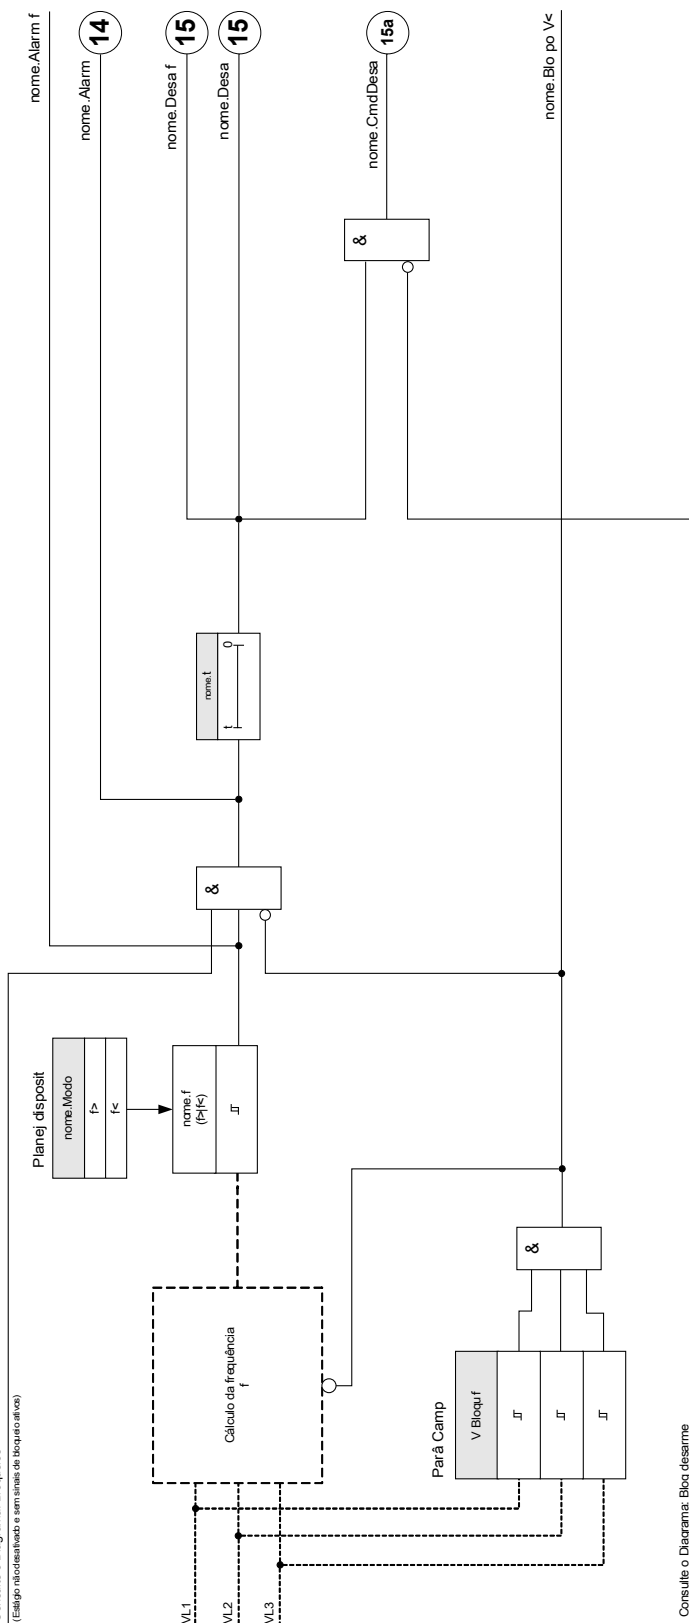 nome.Alarm f
14
nome.Alarm
15
nome.Desa f
15
nome.Desa
15a
nome.CmdDesa
nome.Blo po V<
&
nome.t
t
0
&
Planej disposit
nome.Modo
f>
f<
nome.f
(f>|f<)
Cálculo da frequência
f
&
Parâ Camp
V Bloqu f
(Estágio não desativado e sem sinais de bloqueio ativos)
VL1
VL2
VL3
Consulte o Diagrama: Bloq desarme